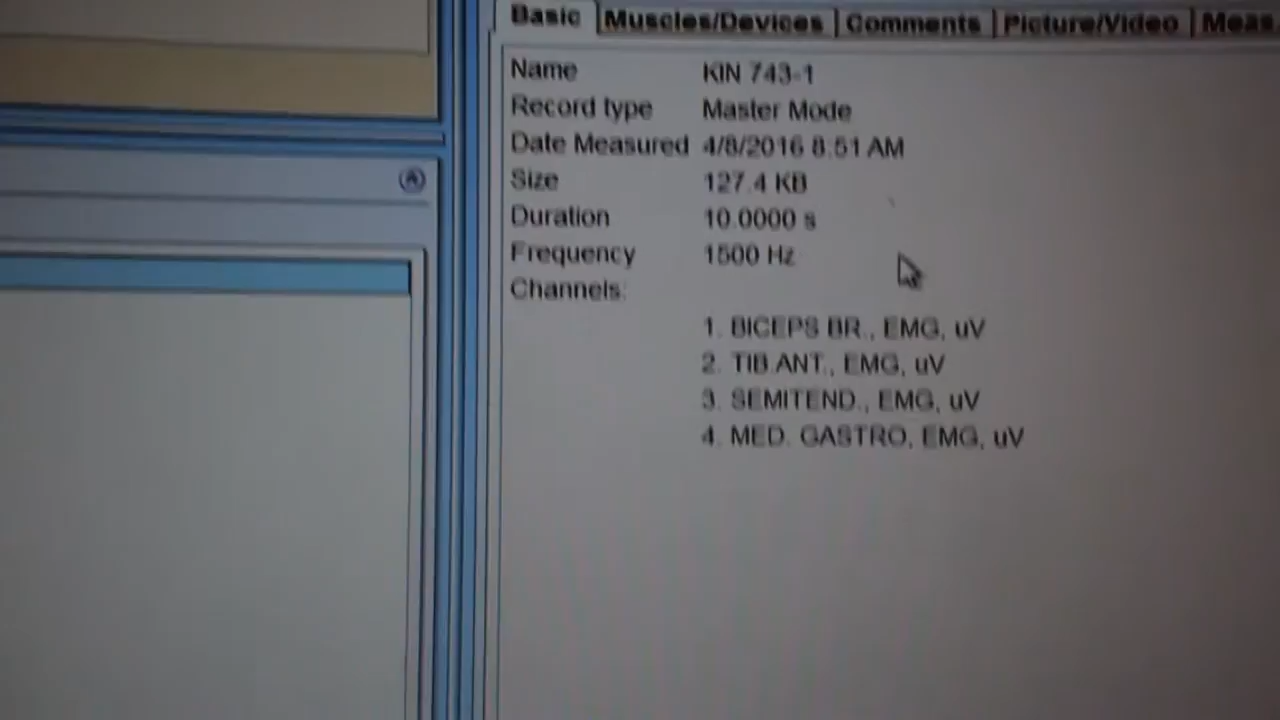 Basic Muscles/Devices Comments Picture/Video Meas
Name KIN 743-1
Record type Master Mode
Date Measured 4/8/2016 8:51 AM
Size 127.4 KB
Duration 10.0000 s
Frequency 1500 Hz
Channels:
1. BICEPS BR., EMG, uV
2. TIB.ANT., EMG, uV
3. SEMITEND., EMG, uV
4. MED. GASTRO, EMG, uV